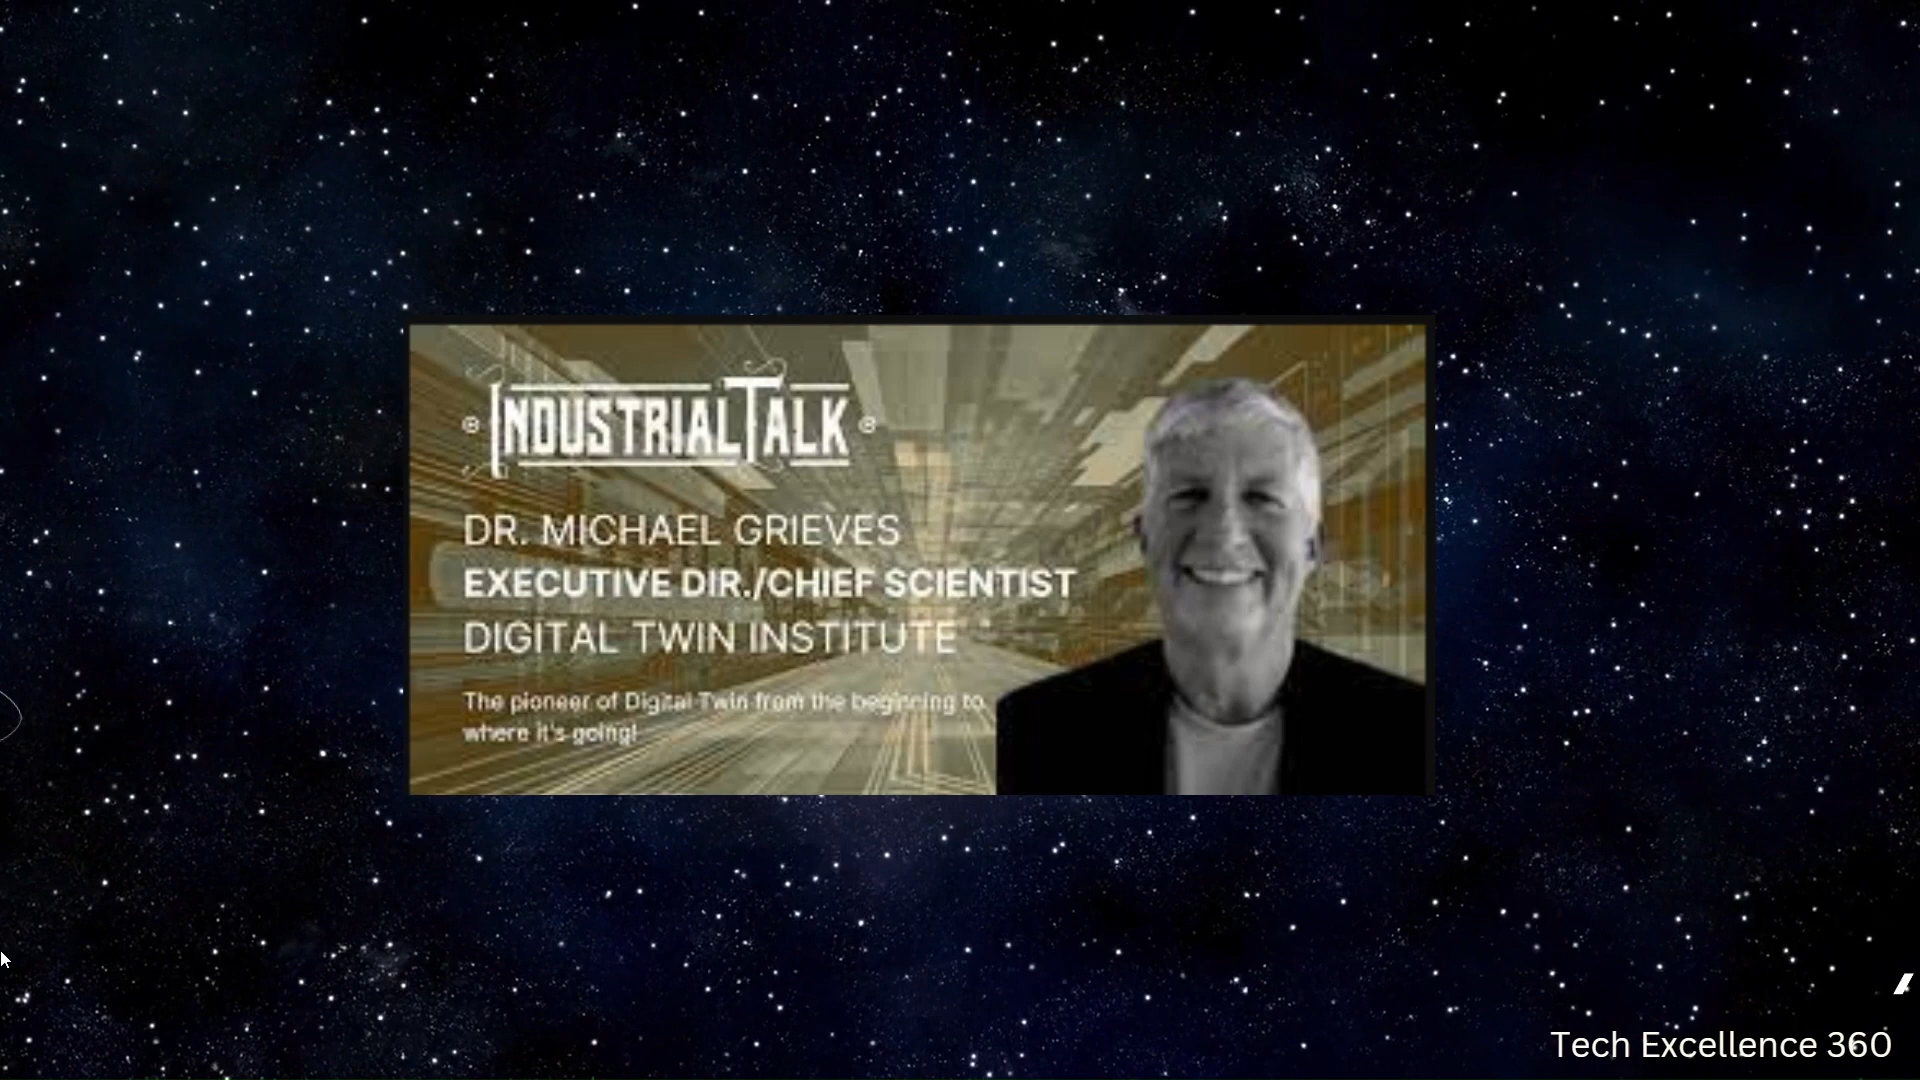 INDUSTRIALTALK
DR. MICHAEL GRIEVES
EXECUTIVE DIR./CHIEF SCIENTIST
DIGITAL TWIN INSTITUTE
The pioneer of Digital Twin from the beginning to
where it's going!
Tech Excellence 360